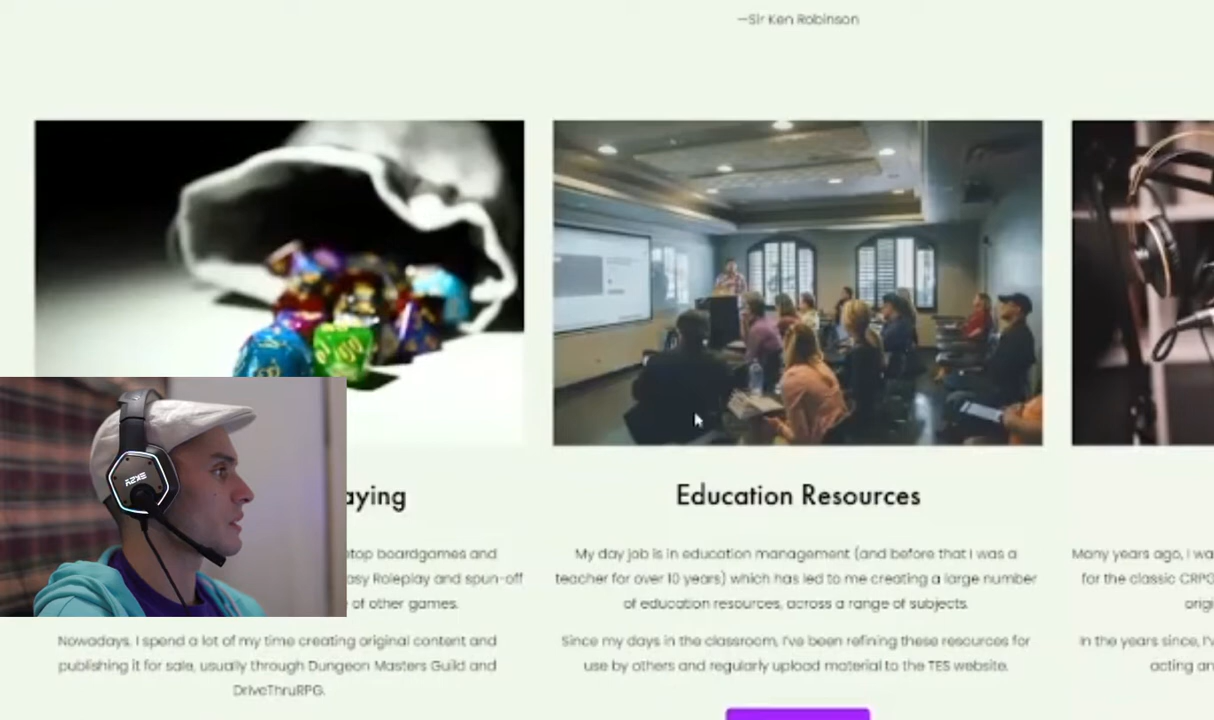 —Sir Ken Robinson
aying
Education Resources
top boardgames and
asy Roleplay and spun-off
of other games.
Nowadays, I spend a lot of my time creating original content and
publishing it for sale, usually through Dungeon Masters Guild and
DriveThruRPG.
My day job is in education management (and before that I was a
teacher for over 10 years) which has led to me creating a large number
of education resources, across a range of subjects.
Since my days in the classroom, I've been refining these resources for
use by others and regularly upload material to the TES website.
Many years ago, I wa
for the classic CRPG
origi
In the years since, I'v
acting an